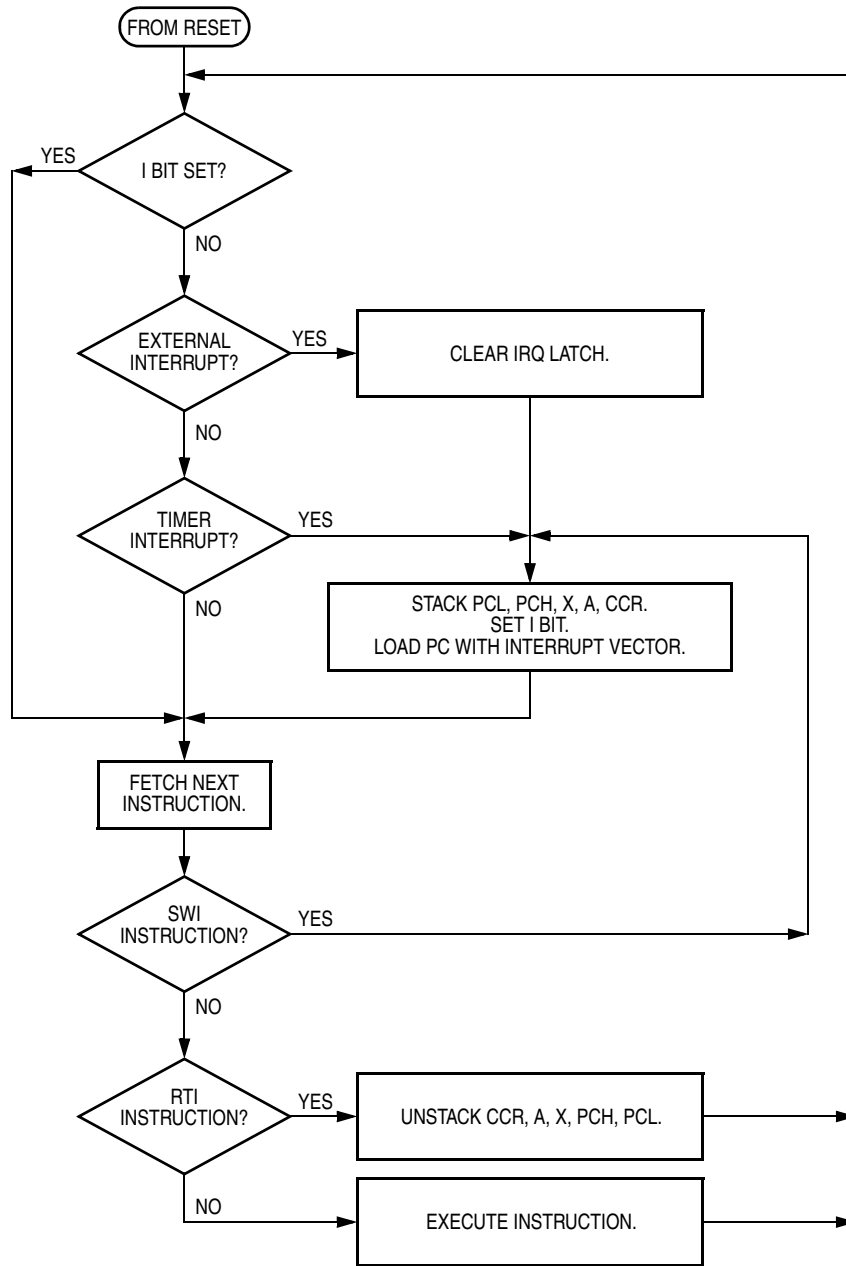 FROM RESET
YES
I BIT SET?
NO
EXTERNAL
INTERRUPT?
YES
CLEAR IRQ LATCH.
NO
TIMER
INTERRUPT?
YES
NO
STACK PCL, PCH, X, A, CCR.
SET I BIT.
LOAD PC WITH INTERRUPT VECTOR.
FETCH NEXT
INSTRUCTION.
SWI
INSTRUCTION?
YES
NO
RTI
INSTRUCTION?
YES
UNSTACK CCR, A, X, PCH, PCL.
NO
EXECUTE INSTRUCTION.